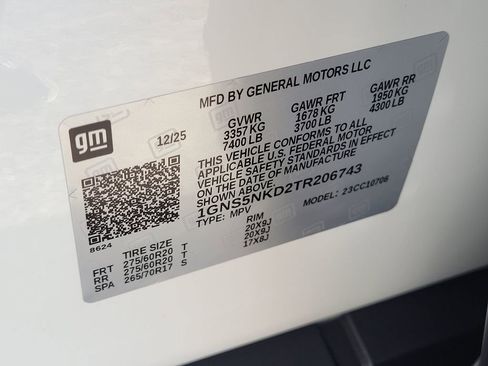 MFD BY GENERAL MOTORS LLC
gm
12/25
GVWR GAWR FRT GAWR RR
3357 KG 1678 KG 1950 KG
7400 LB 3700 LB 4300 LB
THIS VEHICLE CONFORMS TO ALL
APPLICABLE U.S. FEDERAL MOTOR
VEHICLE SAFETY STANDARDS IN EFFECT
ON THE DATE OF MANUFACTURE
SHOWN ABOVE.
1GNS5NKD2TR206743
TYPE: MPV MODEL: 23CC10706
8624
TIRE SIZE RIM
FRT 275/60R20 T 20X9J
RR 275/60R20 T 20X9J
SPA 265/70R17 S 17X8J